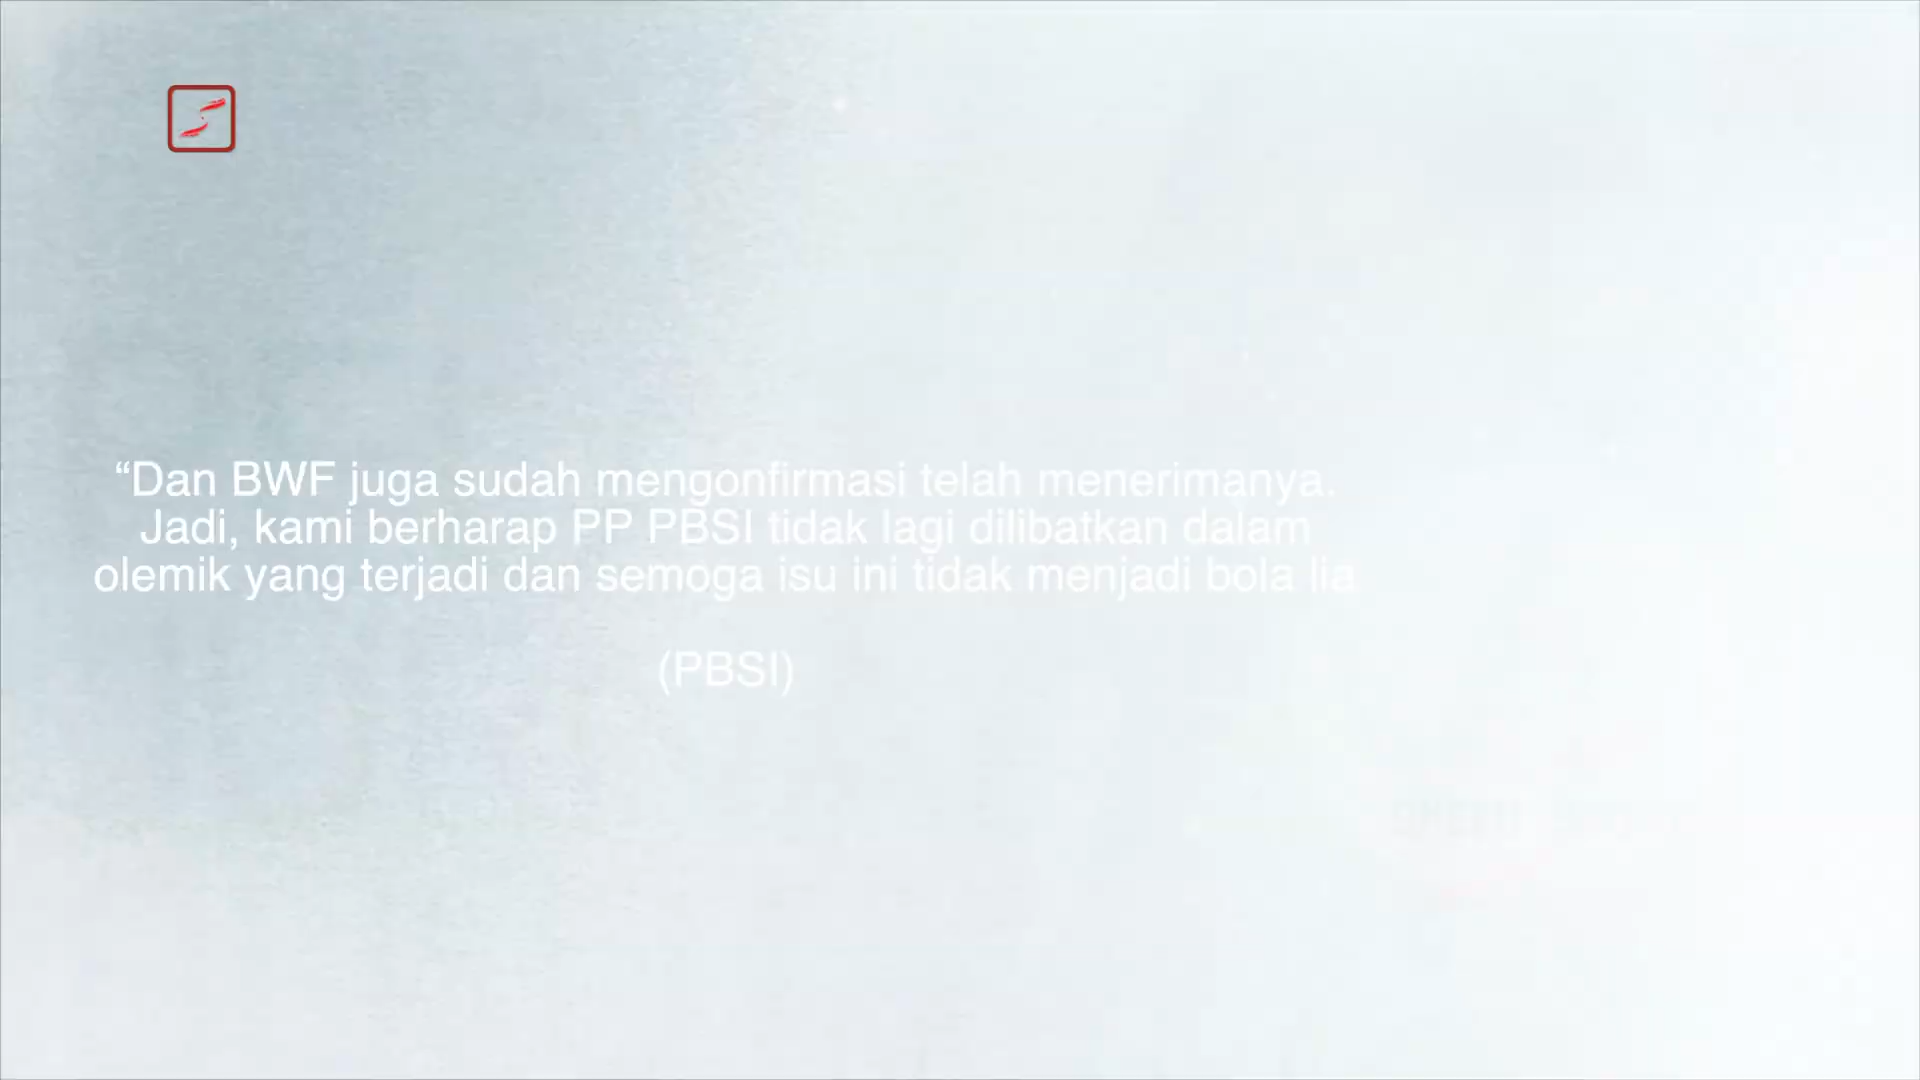 “Dan BWF juga sudah mengonfirmasi telah menerimanya.
Jadi, kami berharap PP PBSI tidak lagi dilibatkan dalam
olemik yang terjadi dan semoga isu ini tidak menjadi bola lia
(PBSI)